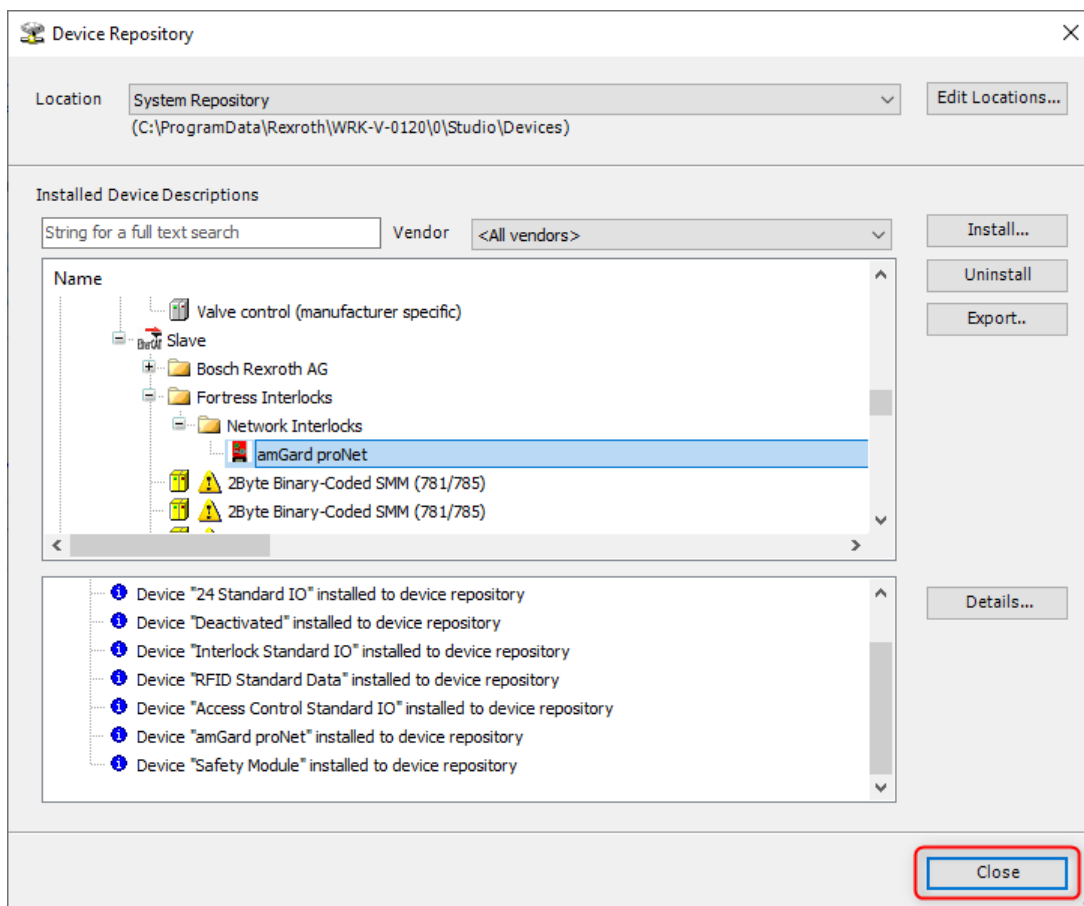 Device Repository
Location
System Repository
Edit Locations...
(C:\ProgramData\Rexroth\WRK-V-0120\0\Studio\Devices)
Installed Device Descriptions
String for a full text search
Vendor
<All vendors>
Install...
Name
Uninstall
Valve control (manufacturer specific)
Export..
Slave
Bosch Rexroth AG
Fortress Interlocks
Network Interlocks
amGard proNet
2Byte Binary-Coded SMM (781/785)
2Byte Binary-Coded SMM (781/785)
Device "24 Standard IO" installed to device repository
Details...
Device "Deactivated" installed to device repository
Device "Interlock Standard IO" installed to device repository
Device "RFID Standard Data" installed to device repository
Device "Access Control Standard IO" installed to device repository
Device "amGard proNet" installed to device repository
Device "Safety Module" installed to device repository
Close